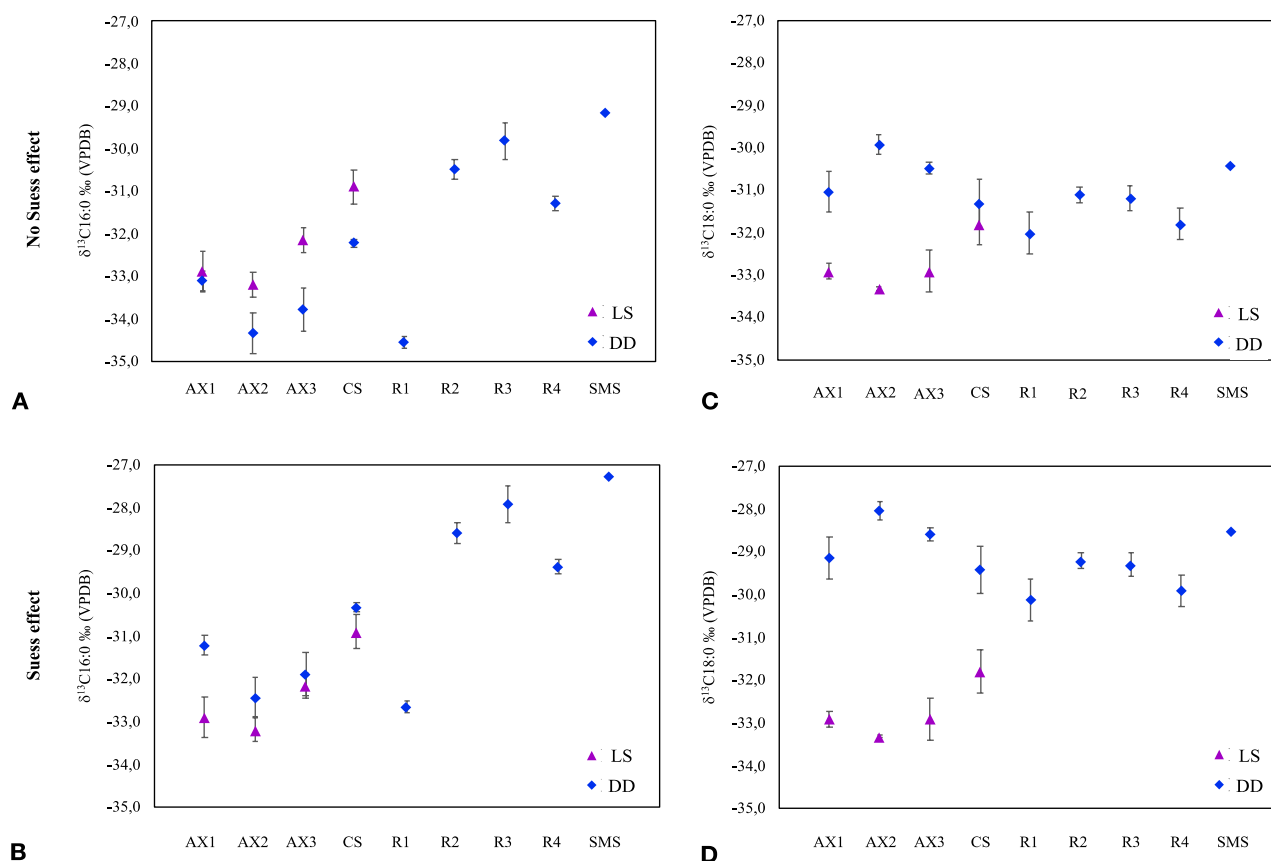 No Suess effect
δ¹³C16:0 ‰ (VPDB)
-27,0
-28,0
-29,0
-30,0
-31,0
-32,0
-33,0
-34,0
-35,0
LS
DD
AX1 AX2 AX3 CS R1 R2 R3 R4 SMS
A
δ¹³C18:0 ‰ (VPDB)
-27,0
-28,0
-29,0
-30,0
-31,0
-32,0
-33,0
-34,0
-35,0
LS
DD
AX1 AX2 AX3 CS R1 R2 R3 R4 SMS
C
Suess effect
δ¹³C16:0 ‰ (VPDB)
-27,0
-28,0
-29,0
-30,0
-31,0
-32,0
-33,0
-34,0
-35,0
LS
DD
AX1 AX2 AX3 CS R1 R2 R3 R4 SMS
B
δ¹³C18:0 ‰ (VPDB)
-27,0
-28,0
-29,0
-30,0
-31,0
-32,0
-33,0
-34,0
-35,0
LS
DD
AX1 AX2 AX3 CS R1 R2 R3 R4 SMS
D